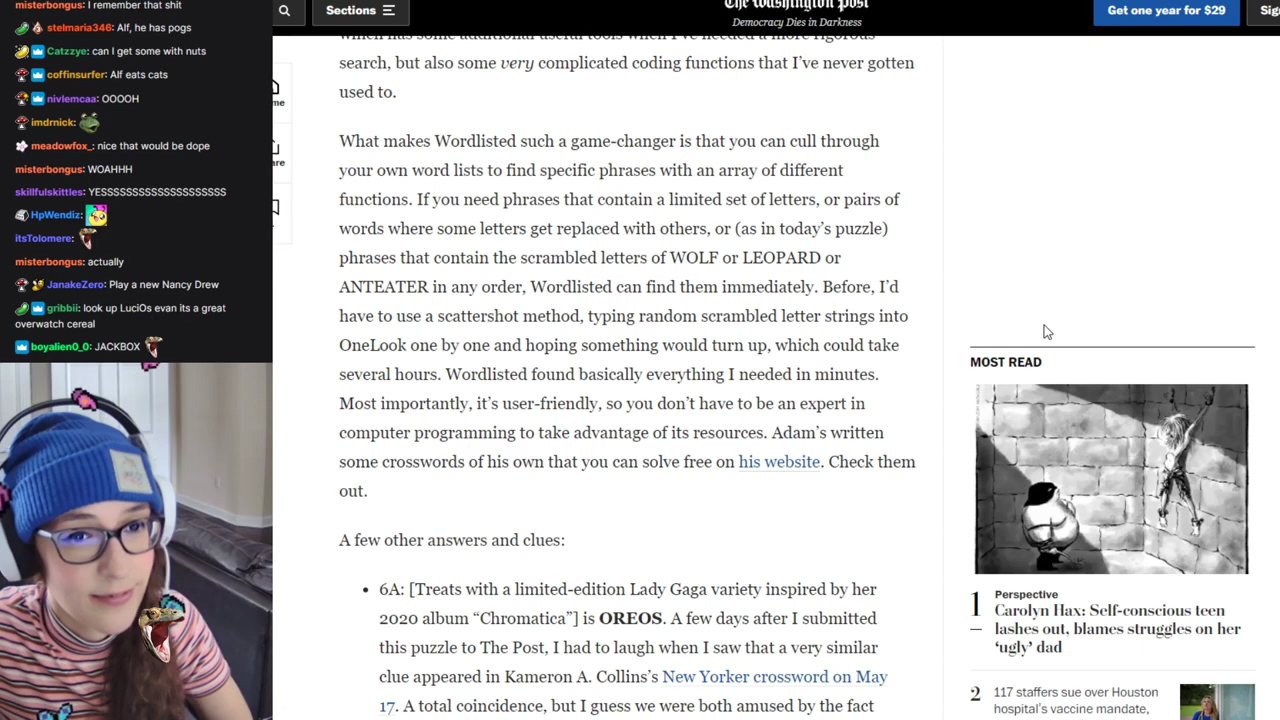 misterbongus: I remember that shit
stelmaria346: Alf, he has pogs
Catzzye: can I get some with nuts
coffinsurfer: Alf eats cats
nivlemcaa: OOOOH
imdrnick:
meadowfox_: nice that would be dope
misterbongus: WOAHHH
skillfulskittles: YESSSSSSSSSSSSSSSSSSS
HpWendiz:
itsTolomere:
misterbongus: actually
JanakeZero: Play a new Nancy Drew
gribbii: look up LuciOs evan its a great
overwatch cereal
boyalien0_0: JACKBOX
Sections
The Washington Post
Democracy Dies in Darkness
Get one year for $29
which has some additional useful tools when I've needed a more rigorous
search, but also some very complicated coding functions that I've never gotten
used to.
What makes Wordlisted such a game-changer is that you can cull through
your own word lists to find specific phrases with an array of different
functions. If you need phrases that contain a limited set of letters, or pairs of
words where some letters get replaced with others, or (as in today's puzzle)
phrases that contain the scrambled letters of WOLF or LEOPARD or
ANTEATER in any order, Wordlisted can find them immediately. Before, I'd
have to use a scattershot method, typing random scrambled letter strings into
OneLook one by one and hoping something would turn up, which could take
several hours. Wordlisted found basically everything I needed in minutes.
Most importantly, it's user-friendly, so you don't have to be an expert in
computer programming to take advantage of its resources. Adam's written
some crosswords of his own that you can solve free on his website. Check them
out.
A few other answers and clues:
• 6A: [Treats with a limited-edition Lady Gaga variety inspired by her
2020 album “Chromatica”] is OREOS. A few days after I submitted
this puzzle to The Post, I had to laugh when I saw that a very similar
clue appeared in Kameron A. Collins's New Yorker crossword on May
17. A total coincidence, but I guess we were both amused by the fact
MOST READ
1
Perspective
Carolyn Hax: Self-conscious teen
lashes out, blames struggles on her
‘ugly’ dad
2
117 staffers sue over Houston
hospital's vaccine mandate,